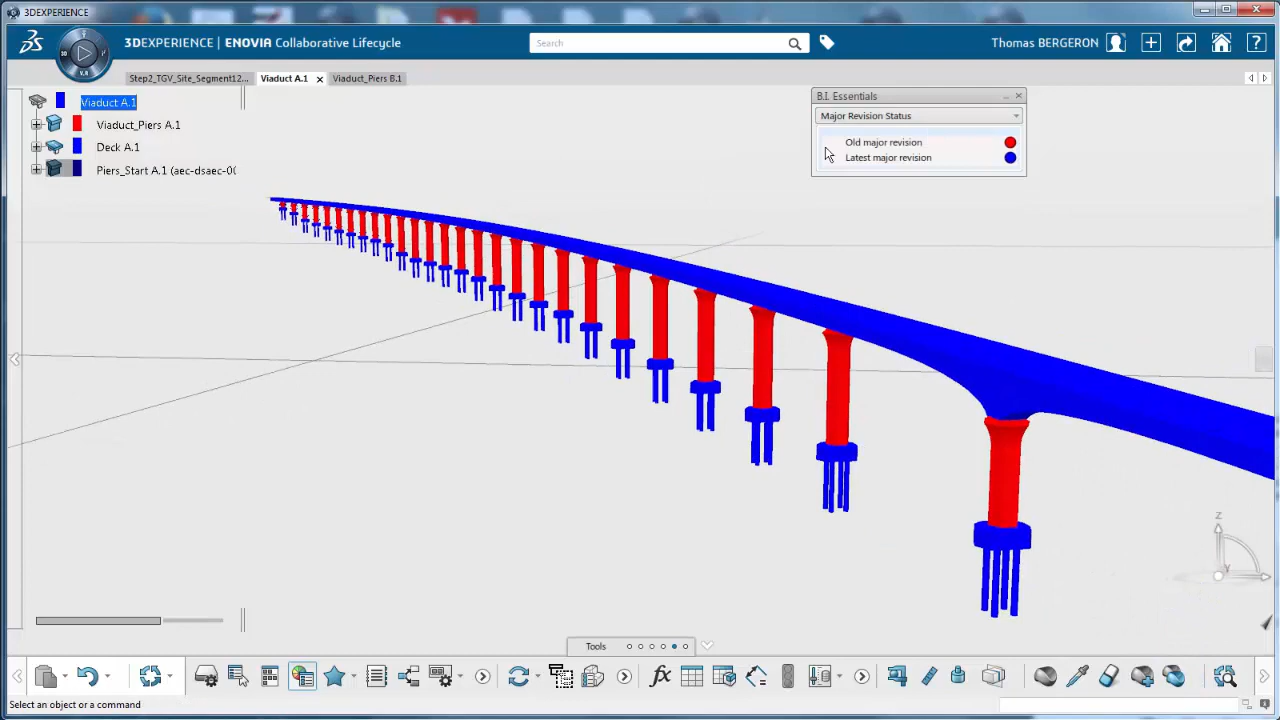 3DEXPERIENCE
3DEXPERIENCE | ENOVIA Collaborative Lifecycle
Search
Thomas BERGERON
3D
V.R
Step2_TGV_Site_Segment12...
Viaduct A.1
Viaduct_Piers B.1
Viaduct A.1
Viaduct_Piers A.1
Deck A.1
Piers_Start A.1 (aec-dsaec-0(
B.I. Essentials
Major Revision Status
Old major revision
Latest major revision
Z
Y
Tools
fx
Select an object or a command